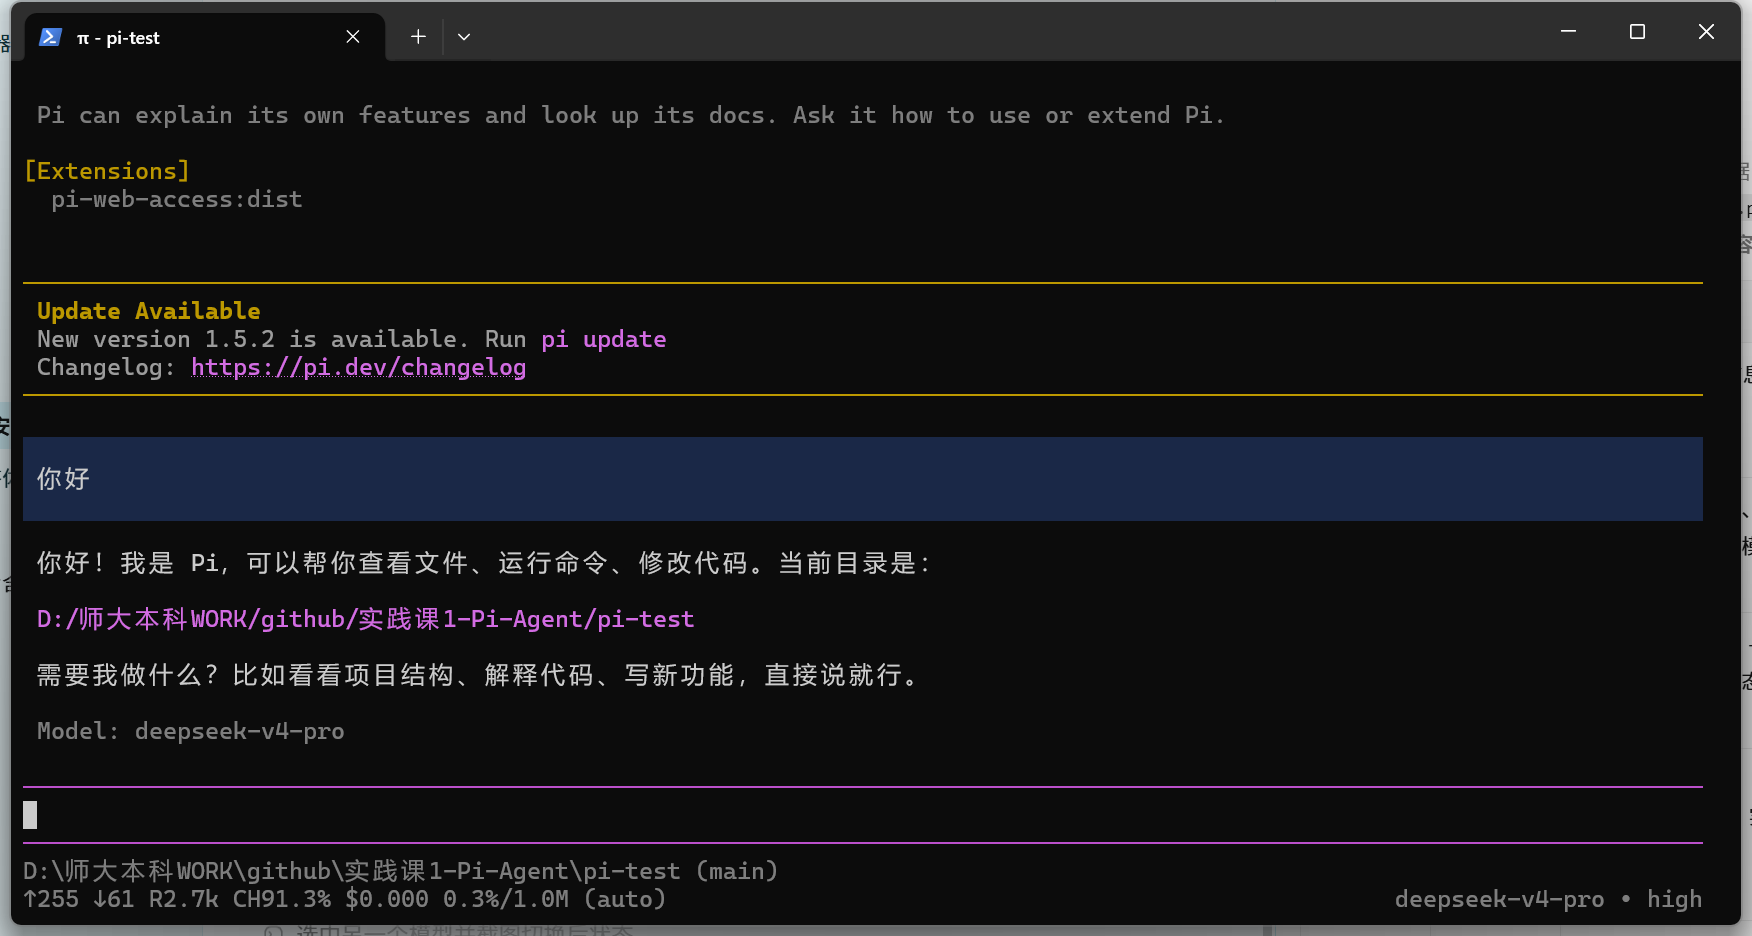 π - pi-test
Pi can explain its own features and look up its docs. Ask it how to use or extend Pi.
[Extensions]
pi-web-access:dist
Update Available
New version 1.5.2 is available. Run pi update
Changelog: https://pi.dev/changelog
你好
你好！我是 Pi，可以帮你查看文件、运行命令、修改代码。当前目录是：
D:/师大本科WORK/github/实践课1-Pi-Agent/pi-test
需要我做什么？比如看看项目结构、解释代码、写新功能，直接说就行。
Model: deepseek-v4-pro
D:\师大本科WORK\github\实践课1-Pi-Agent\pi-test (main)
↑255 ↓61 R2.7k CH91.3% $0.000 0.3%/1.0M (auto)
deepseek-v4-pro • high